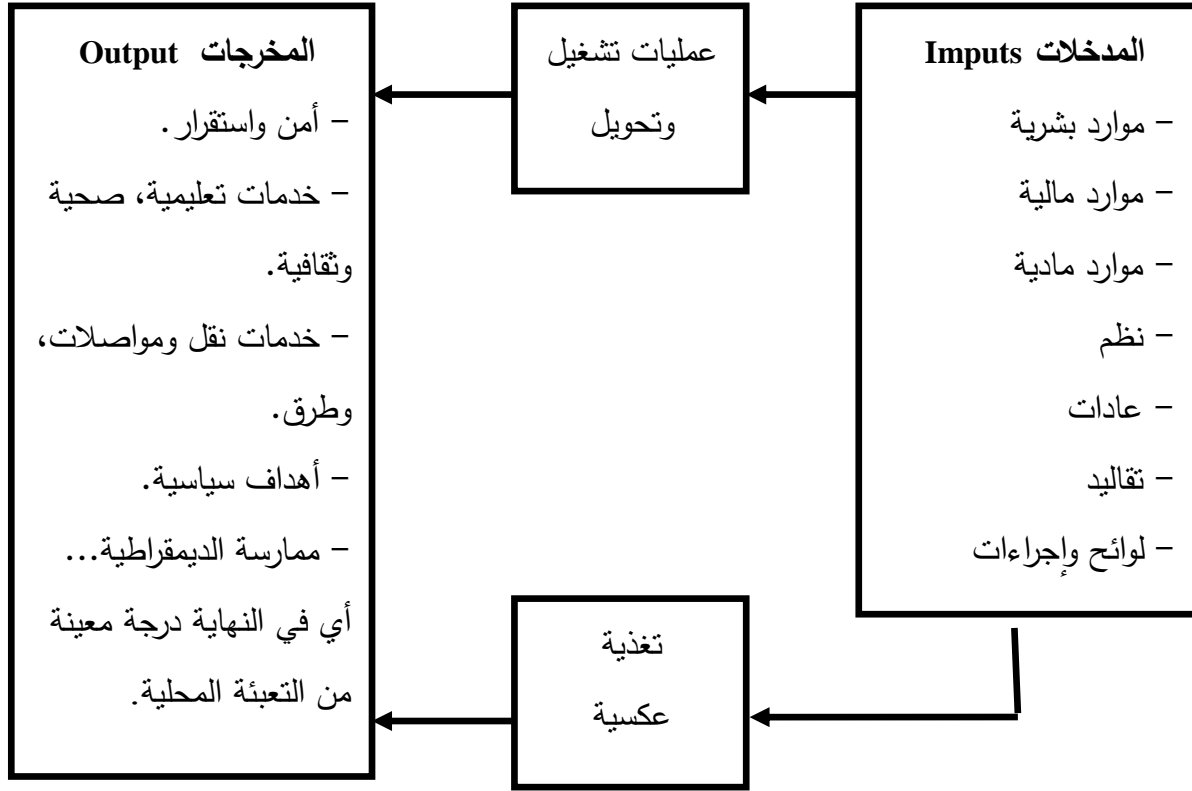 المدخلات Imputs
- موارد بشرية
- موارد مالية
- موارد مادية
- نظم
- عادات
- تقاليد
- لوائح وإجراءات
عمليات تشغيل
وتحويل
تغذية
عكسية
المخرجات Output
- أمن واستقرار.
- خدمات تعليمية، صحية
وثقافية.
- خدمات نقل ومواصلات،
وطرق.
- أهداف سياسية.
- ممارسة الديمقراطية...
أي في النهاية درجة معينة
من التعبئة المحلية.